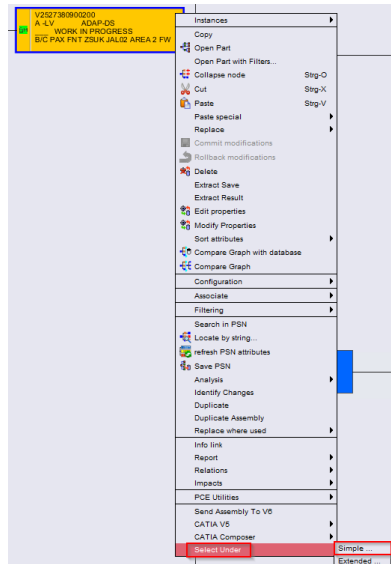 V2527380900200
A -LV ADAP-DS
___ WORK IN PROGRESS
B/C PAX FNT ZSUK JAL02 AREA 2 FW
Instances
Copy
Open Part
Open Part with Filters...
Collapse node Strg-O
Cut Strg-X
Paste Strg-V
Paste special
Replace
Commit modifications
Rollback modifications
Delete
Extract Save
Extract Result
Edit properties
Modify Properties
Sort attributes
Compare Graph with database
Compare Graph
Configuration
Associate
Filtering
Search in PSN
Locate by string...
refresh PSN attributes
Save PSN
Analysis
Identify Changes
Duplicate
Duplicate Assembly
Replace where used
Info link
Report
Relations
Impacts
PCE Utilities
Send Assembly To V6
CATIA V5
CATIA Composer
Select Under
Simple ...
Extended ...